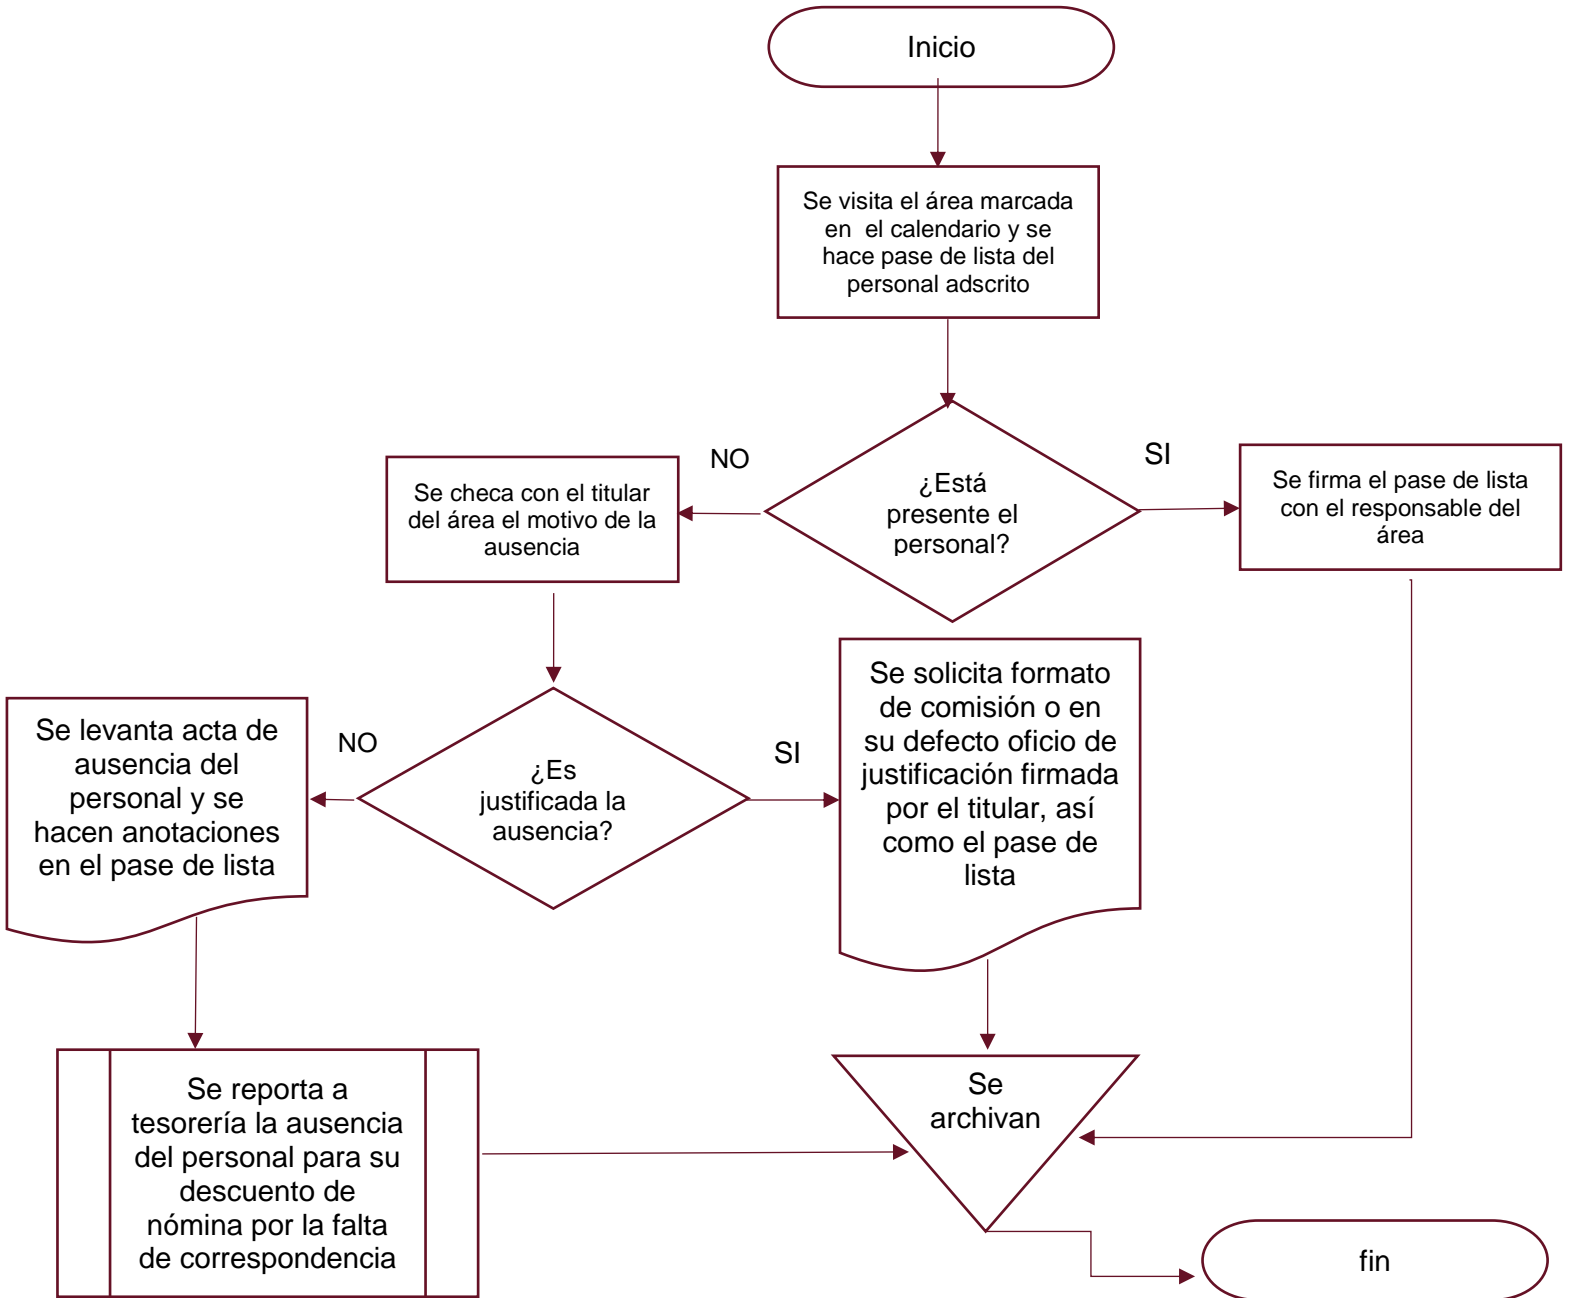 Inicio
Se visita el área marcada
en el calendario y se
hace pase de lista del
personal adscrito
NO
SI
Se checa con el titular
del área el motivo de la
ausencia
¿Está
presente el
personal?
Se firma el pase de lista
con el responsable del
área
Se levanta acta de
ausencia del
personal y se
hacen anotaciones
en el pase de lista
NO
¿Es
justificada la
ausencia?
SI
Se solicita formato
de comisión o en
su defecto oficio de
justificación firmada
por el titular, así
como el pase de
lista
Se reporta a
tesorería la ausencia
del personal para su
descuento de
nómina por la falta
de correspondencia
Se
archivan
fin